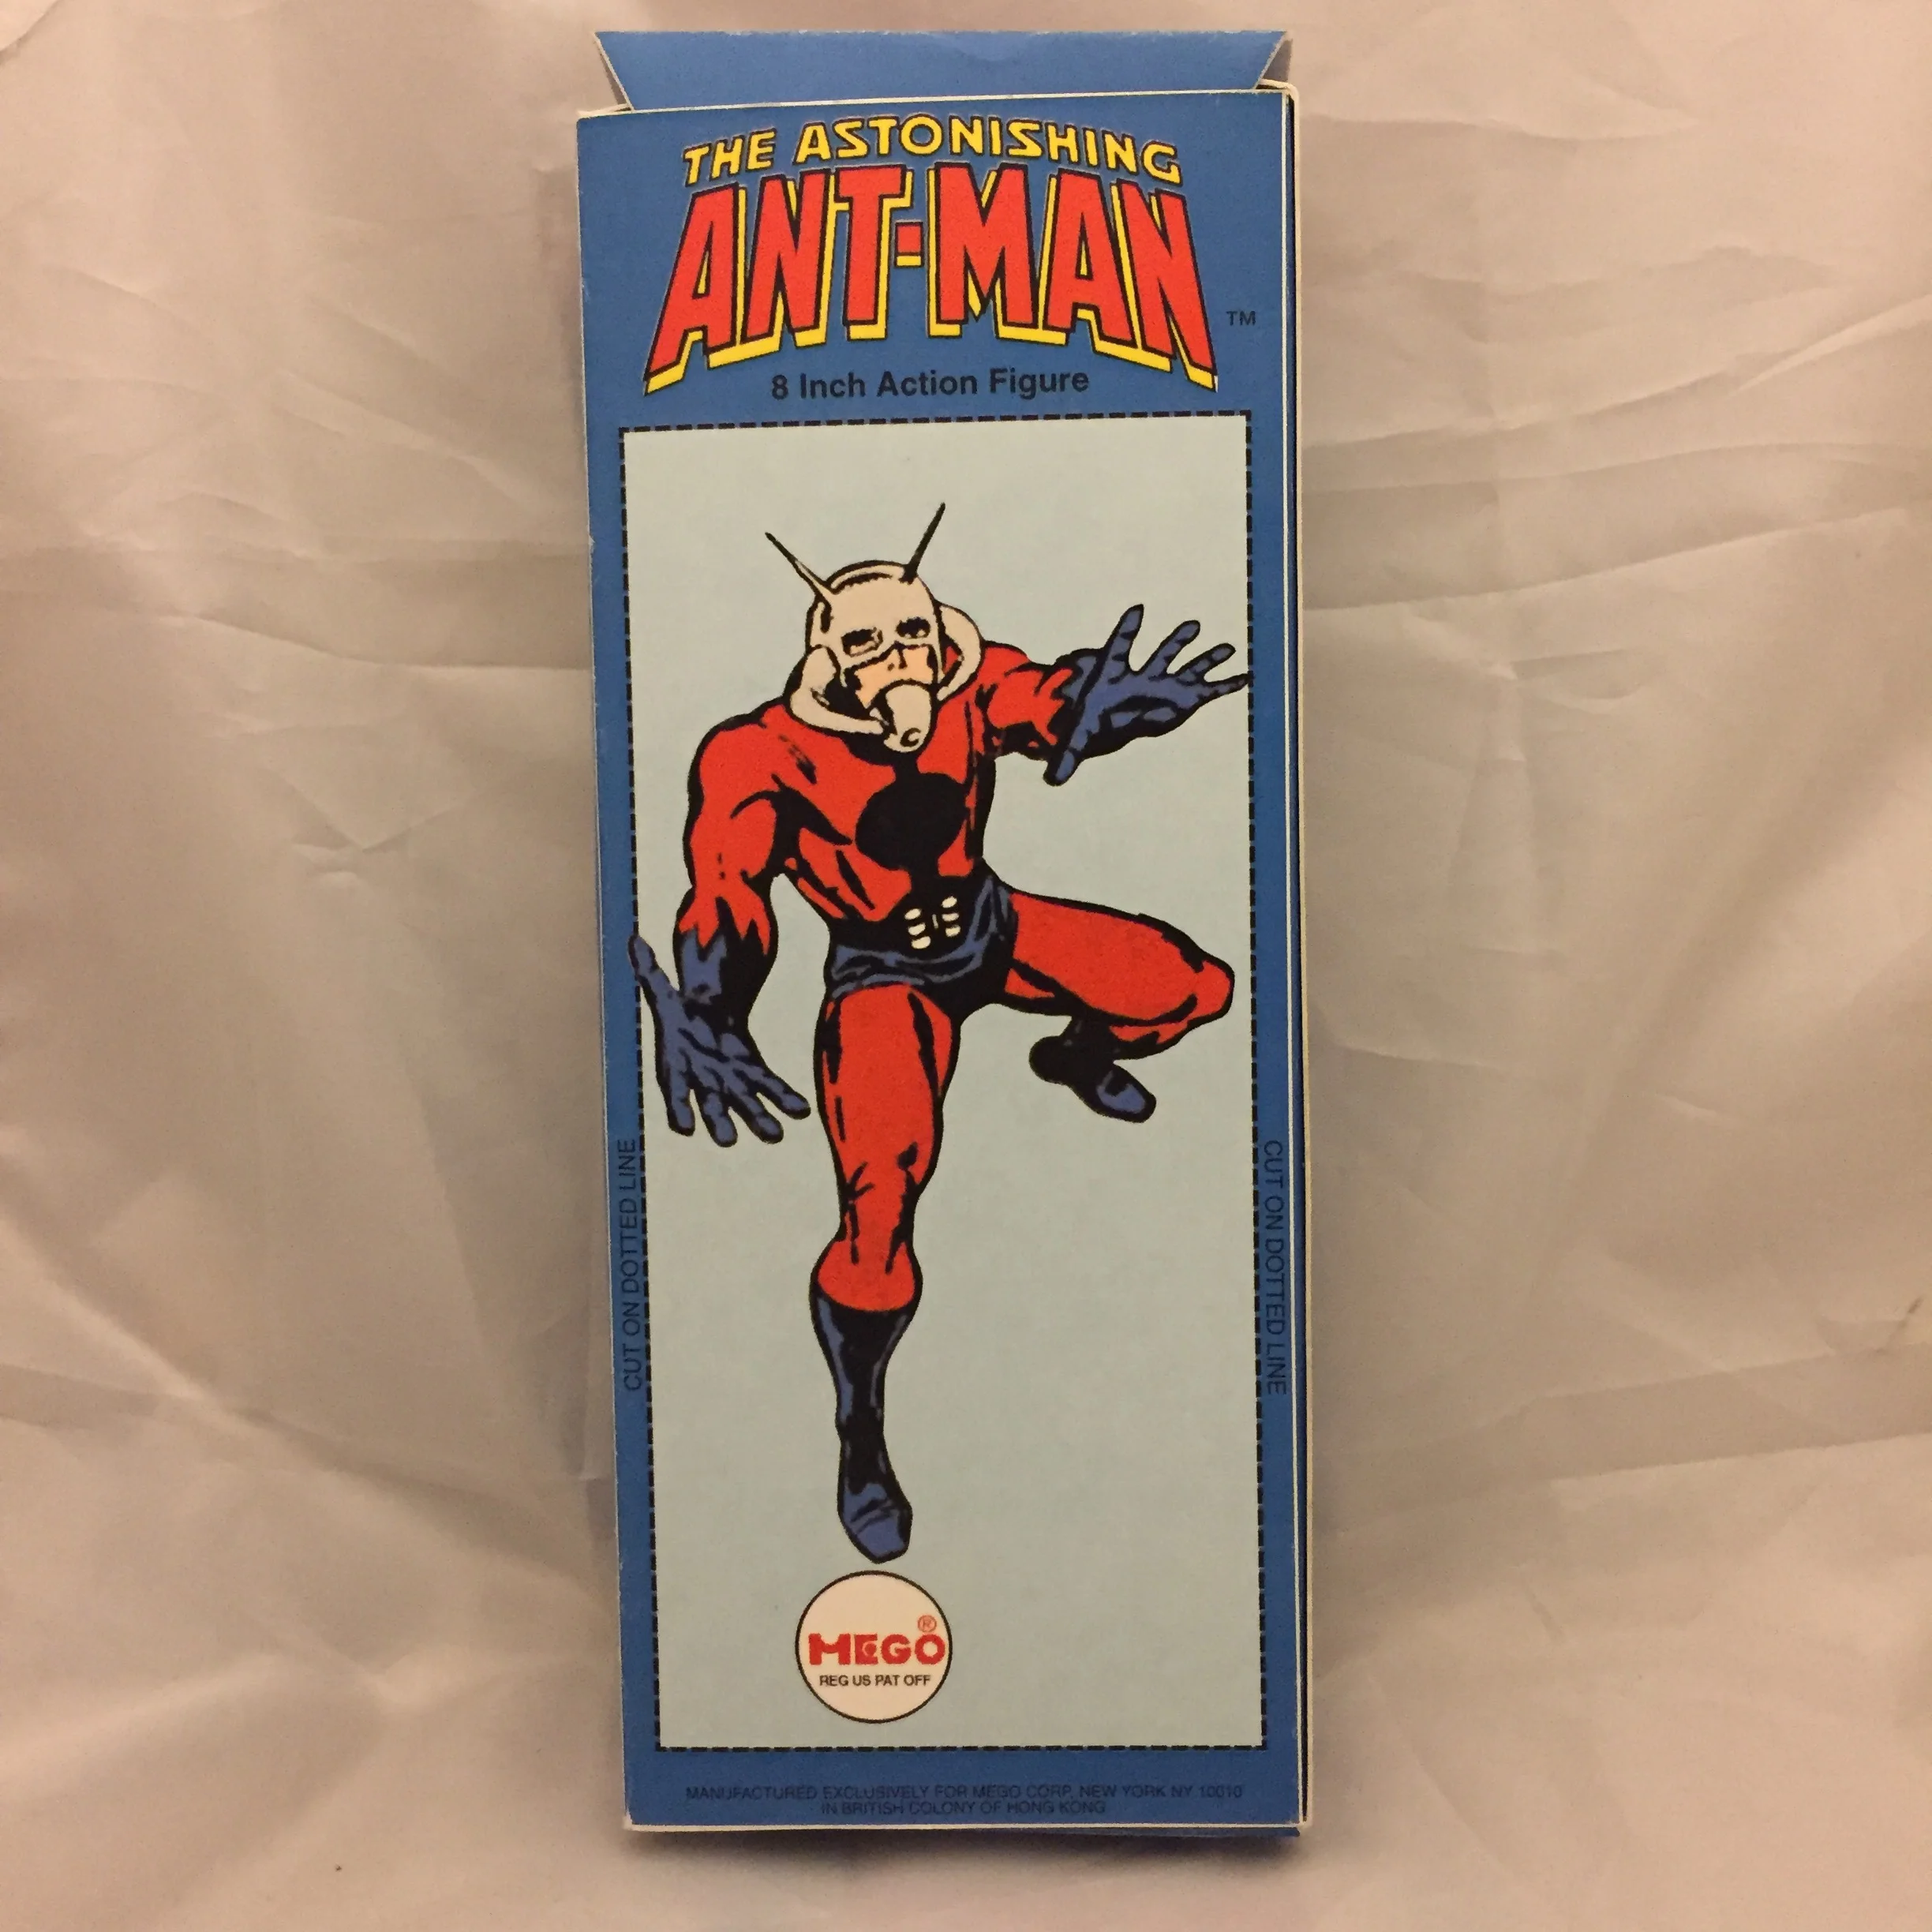 THE ASTONISHING
ANT-MAN
TM
8 Inch Action Figure
CUT ON DOTTED LINE
CUT ON DOTTED LINE
MEGO®
REG US PAT OFF
MANUFACTURED EXCLUSIVELY FOR MEGO CORP, NEW YORK NY 10010
IN BRITISH COLONY OF HONG KONG